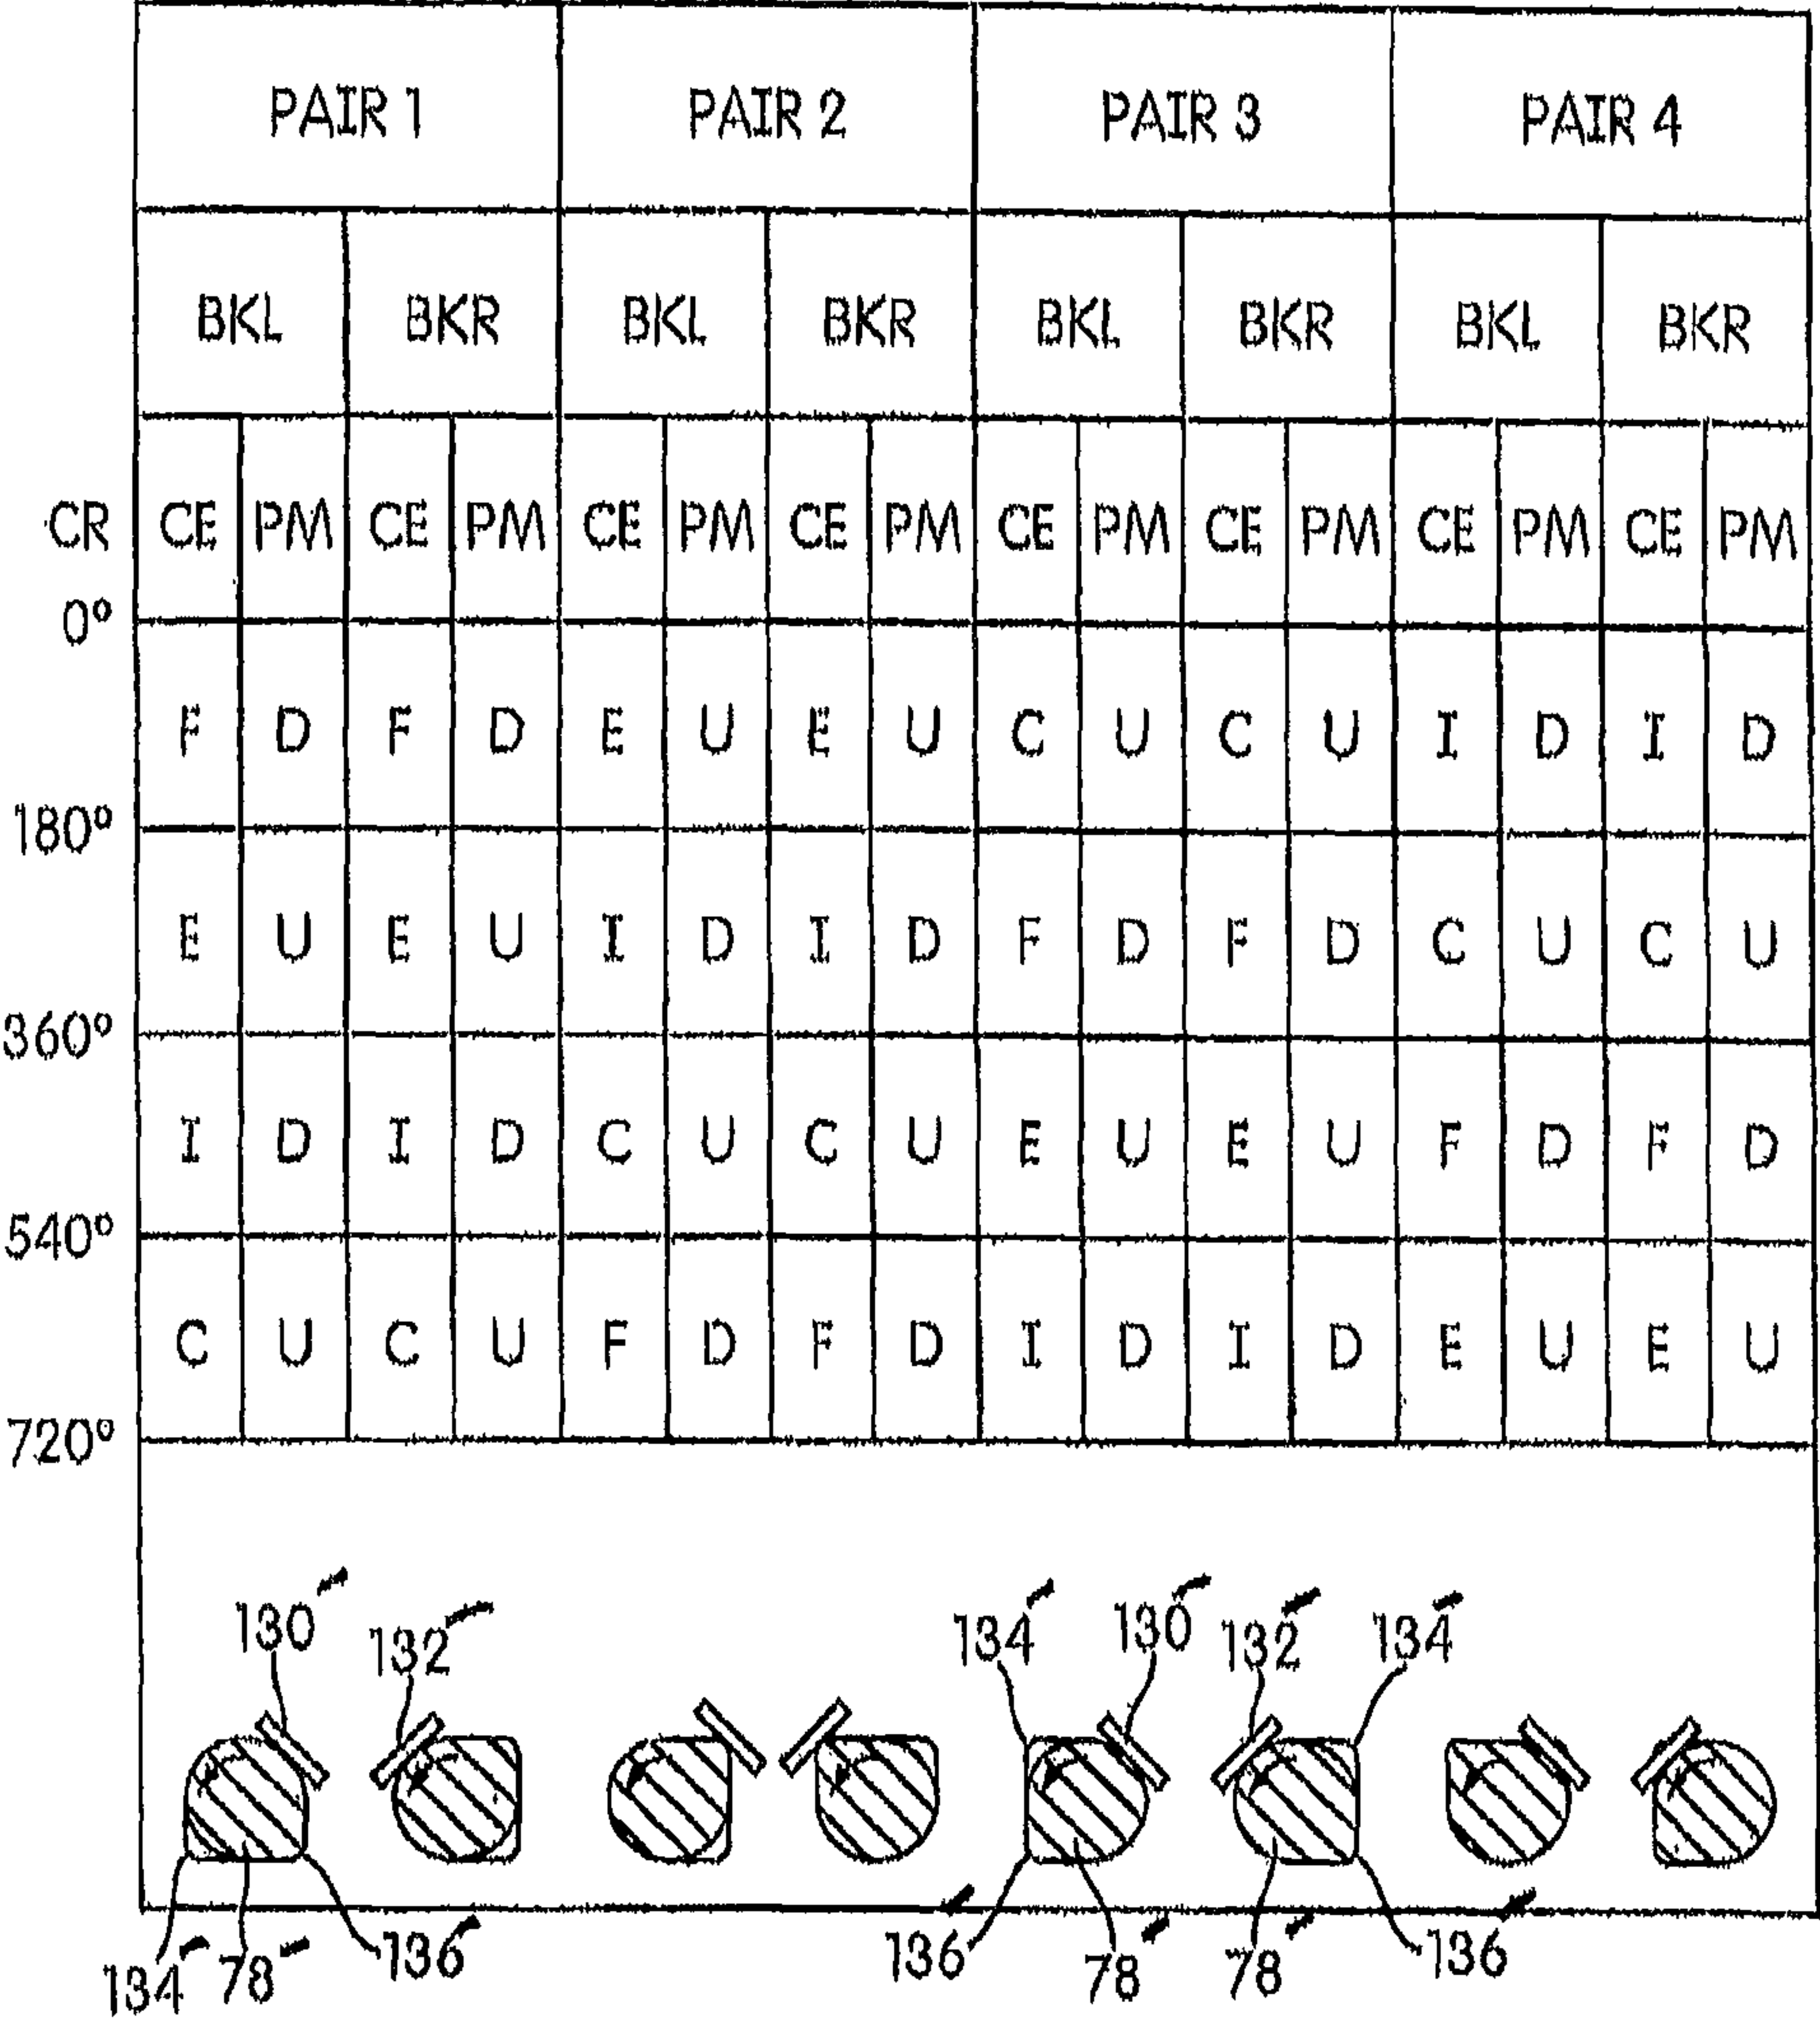 PAIR 1 PAIR 2 PAIR 3 PAIR 4
BKL BKR BKL BKR BKL BKR BKL BKR
CR CE PM CE PM CE PM CE PM CE PM CE PM CE PM CE PM
0°
F D F D E U E U C U C U I D I D
180°
E U E U I D I D F D F D C U C U
360°
I D I D C U C U E U E U F D F D
540°
C U C U F D F D I D I D E U E U
720°
130′ 132′ 134′ 130′ 132′ 134′
134′ 78′ 136′ 136′ 78′ 78′ 136′